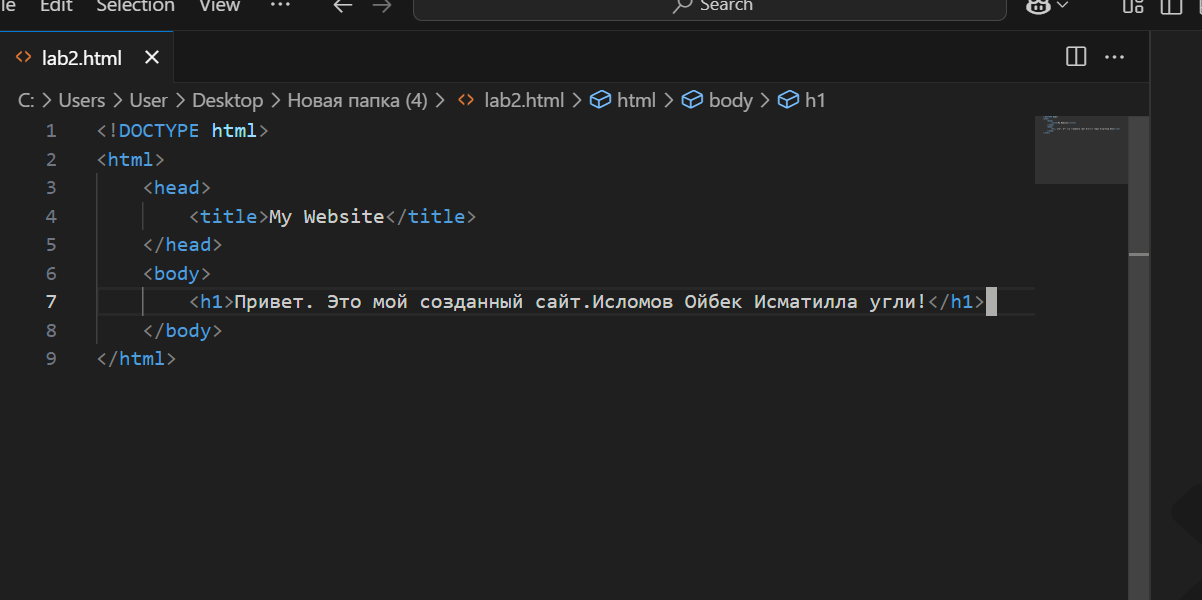 le Edit Selection View ··· ← → Search
lab2.html ×
C: > Users > User > Desktop > Новая папка (4) > <> lab2.html > html > body > h1
1 <!DOCTYPE html>
2 <html>
3     <head>
4         <title>My Website</title>
5     </head>
6     <body>
7         <h1>Привет. Это мой созданный сайт.Исломов Ойбек Исматилла угли!</h1>
8     </body>
9 </html>